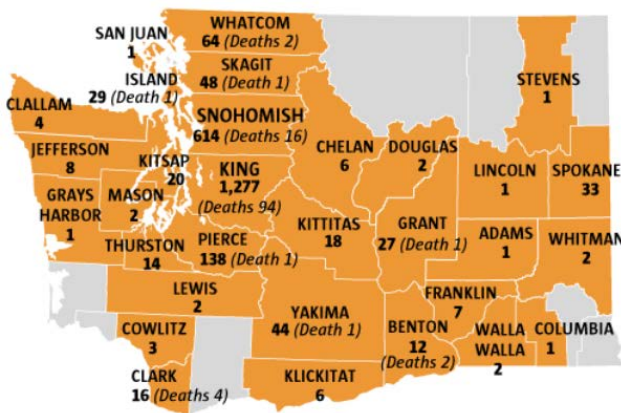 WHATCOM
64 (Deaths 2)
SAN JUAN
1
SKAGIT
48 (Death 1)
ISLAND
29 (Death 1)
STEVENS
1
CLALLAM
4
SNOHOMISH
614 (Deaths 16)
CHELAN
6
DOUGLAS
2
JEFFERSON
8
KITSAP
20
KING
1,277
(Deaths 94)
LINCOLN
1
SPOKANE
33
GRAYS
HARBOR
1
MASON
2
KITTITAS
18
GRANT
27 (Death 1)
ADAMS
1
WHITMAN
2
THURSTON
14
PIERCE
138 (Death 1)
LEWIS
2
YAKIMA
44 (Death 1)
FRANKLIN
7
BENTON
12
(Deaths 2)
WALLA
WALLA
2
COLUMBIA
1
COWLITZ
3
CLARK
16 (Deaths 4)
KLICKITAT
6